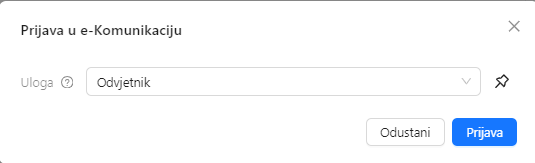 Prijava u e-Komunikaciju
Uloga
Odvjetnik
Odustani
Prijava